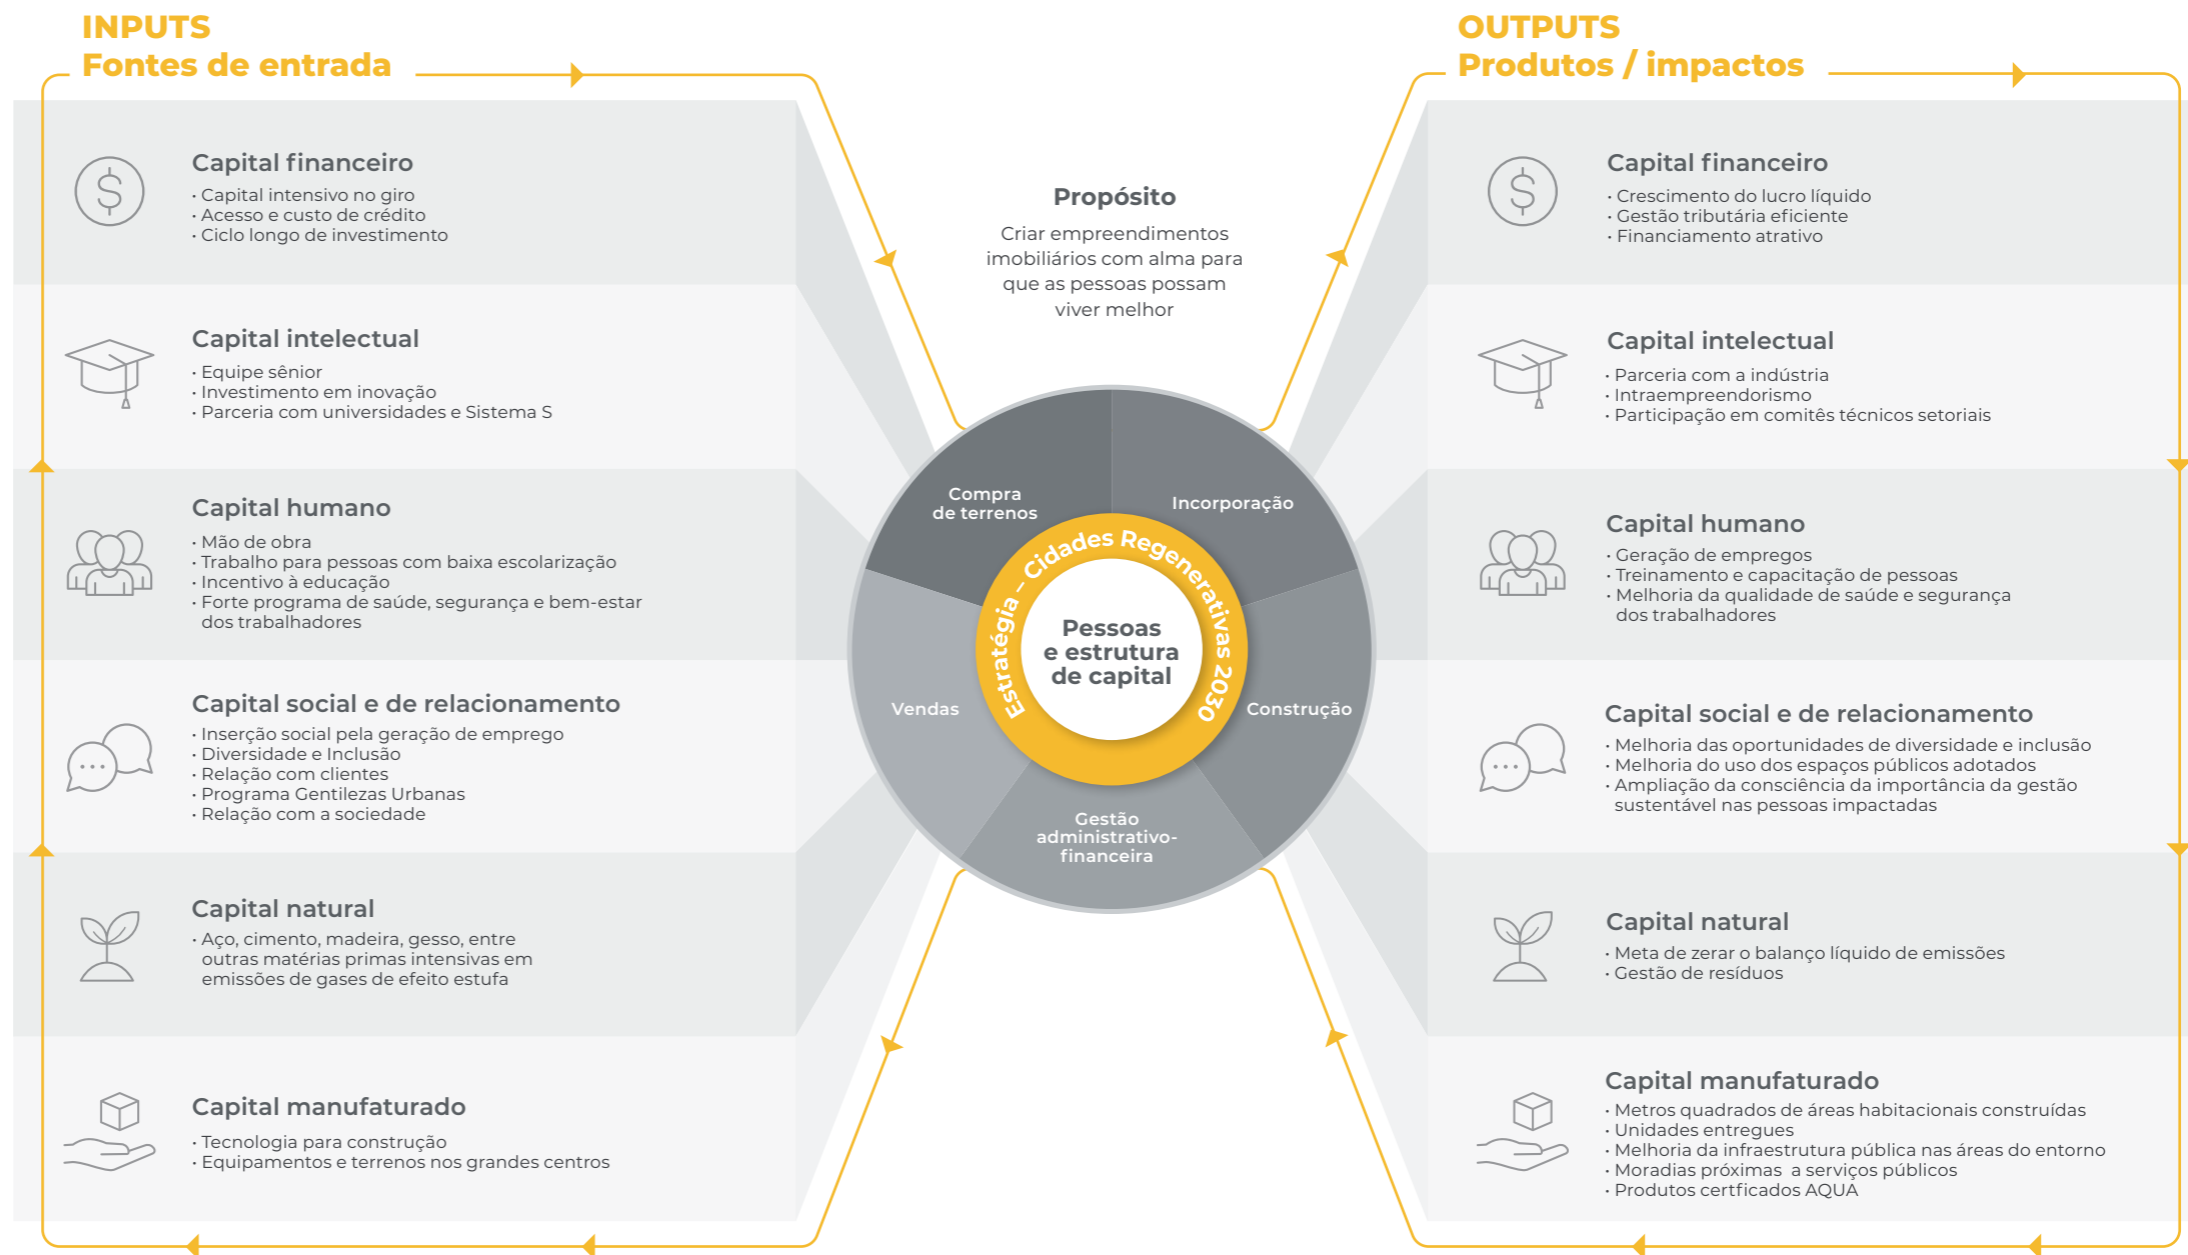 INPUTS
Fontes de entrada
Capital financeiro
• Capital intensivo no giro
• Acesso e custo de crédito
• Ciclo longo de investimento
Capital intelectual
• Equipe sênior
• Investimento em inovação
• Parceria com universidades e Sistema S
Capital humano
• Mão de obra
• Trabalho para pessoas com baixa escolarização
• Incentivo à educação
• Forte programa de saúde, segurança e bem-estar
dos trabalhadores
Capital social e de relacionamento
• Inserção social pela geração de emprego
• Diversidade e Inclusão
• Relação com clientes
• Programa Gentilezas Urbanas
• Relação com a sociedade
Capital natural
• Aço, cimento, madeira, gesso, entre
outras matérias primas intensivas em
emissões de gases de efeito estufa
Capital manufaturado
• Tecnologia para construção
• Equipamentos e terrenos nos grandes centros
Propósito
Criar empreendimentos
imobiliários com alma para
que as pessoas possam
viver melhor
Compra
de terrenos
Incorporação
Construção
Gestão
administrativo-
financeira
Vendas
Estratégia – Cidades Regenerativas 2030
Pessoas
e estrutura
de capital
OUTPUTS
Produtos / impactos
Capital financeiro
• Crescimento do lucro líquido
• Gestão tributária eficiente
• Financiamento atrativo
Capital intelectual
• Parceria com a indústria
• Intraempreendorismo
• Participação em comitês técnicos setoriais
Capital humano
• Geração de empregos
• Treinamento e capacitação de pessoas
• Melhoria da qualidade de saúde e segurança
dos trabalhadores
Capital social e de relacionamento
• Melhoria das oportunidades de diversidade e inclusão
• Melhoria do uso dos espaços públicos adotados
• Ampliação da consciência da importância da gestão
sustentável nas pessoas impactadas
Capital natural
• Meta de zerar o balanço líquido de emissões
• Gestão de resíduos
Capital manufaturado
• Metros quadrados de áreas habitacionais construídas
• Unidades entregues
• Melhoria da infraestrutura pública nas áreas do entorno
• Moradias próximas a serviços públicos
• Produtos certficados AQUA